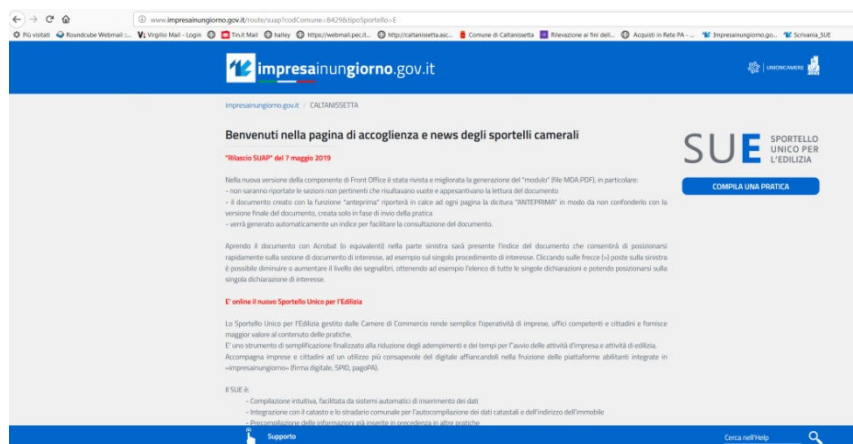 www.impresainungiorno.gov.it/route/suap?codComune=B429&tipoSportello=E
Più visitati Roundcube Webmail :: ... Virgilio Mail - Login Tin.it Mail halley https://webmail.pec.it... http://caltanissetta.asc... Comune di Caltanissetta Rilevazione ai fini dell... Acquisti in Rete PA - ... Impresainungiorno.go... Scrivania_SUE
impresainungiorno.gov.it
UNIONCAMERE
impresainungiorno.gov.it / CALTANISSETTA
Benvenuti nella pagina di accoglienza e news degli sportelli camerali
"Rilascio SUAP" del 7 maggio 2019
Nella nuova versione della componente di Front Office è stata rivista e migliorata la generazione del "modulo" (file MDA.PDF), in particolare:
- non saranno riportate le sezioni non pertinenti che risultavano vuote e appesantivano la lettura del documento
- il documento creato con la funzione "anteprima" riporterà in calce ad ogni pagina la dicitura "ANTEPRIMA" in modo da non confonderlo con la
versione finale del documento, creata solo in fase di invio della pratica
- verrà generato automaticamente un indice per facilitare la consultazione del documento.
Aprendo il documento con Acrobat (o equivalenti) nella parte sinistra sarà presente l'indice del documento che consentirà di posizionarsi
rapidamente sulla sezione di documento di interesse, ad esempio sul singolo procedimento di interesse. Cliccando sulle frecce (>) poste sulla sinistra
è possibile diminuire o aumentare il livello dei segnalibri, ottenendo ad esempio l'elenco di tutte le singole dichiarazioni e potendo posizionarsi sulla
singola dichiarazione di interesse.
E' online il nuovo Sportello Unico per l'Edilizia
Lo Sportello Unico per l'Edilizia gestito dalle Camere di Commercio rende semplice l'operatività di imprese, uffici competenti e cittadini e fornisce
maggior valore al contenuto delle pratiche.
E' uno strumento di semplificazione finalizzato alla riduzione degli adempimenti e dei tempi per l'avvio delle attività d'impresa e attività di edilizia.
Accompagna imprese e cittadini ad un utilizzo più consapevole del digitale affiancandoli nella fruizione delle piattaforme abilitanti integrate in
«impresainungiorno» (firma digitale, SPID, pagoPA).
Il SUE è:
- Compilazione intuitiva, facilitata da sistemi automatici di inserimento dei dati
- Integrazione con il catasto e lo stradario comunale per l'autocompilazione dei dati catastali e dell'indirizzo dell'immobile
- Precompilazione delle informazioni già inserite in precedenza in altre pratiche
SUE SPORTELLO
UNICO PER
L'EDILIZIA
COMPILA UNA PRATICA
Supporto
Cerca nell'Help